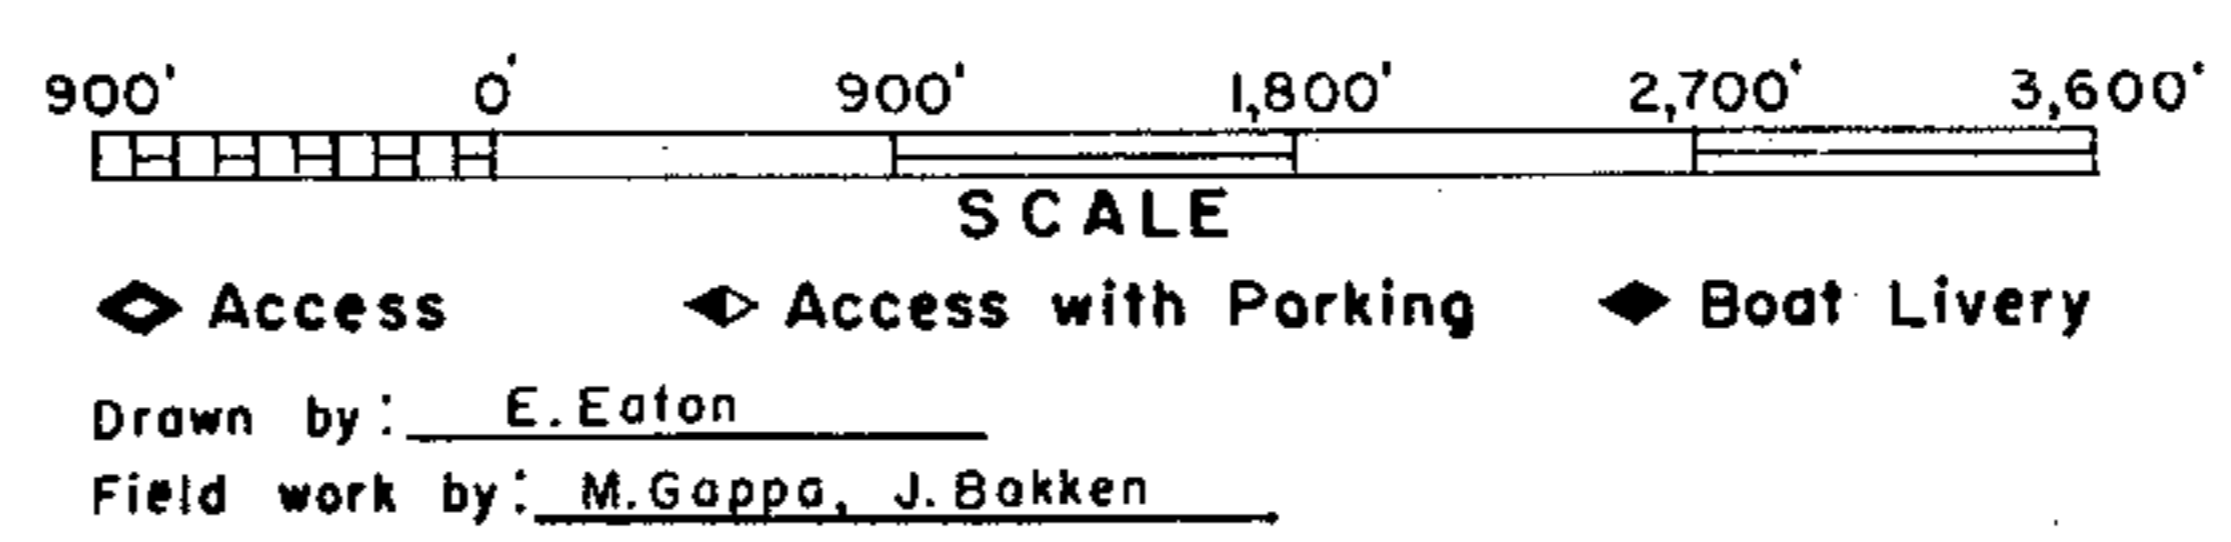 900' 0' 900' 1,800' 2,700' 3,600'
SCALE
Access Access with Parking Boat Livery
Drawn by: E. Eaton
Field work by: M. Gappa, J. Bakken